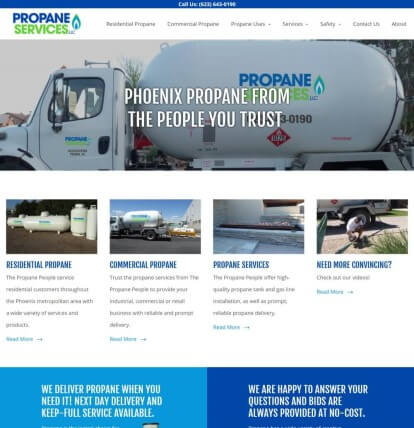 Call Us: (623) 643-0190
PROPANE
SERVICES LLC
Residential Propane
Commercial Propane
Propane Uses
Services
Safety
Contact Us
About
PROPANE
SERVICES LLC
3-0190
PROPANE
SERVICES
PHOENIX PROPANE FROM
THE PEOPLE YOU TRUST
RESIDENTIAL PROPANE
The Propane People service
residential customers throughout
the Phoenix metropolitan area with
a wide variety of services and
products.
Read More →
COMMERCIAL PROPANE
Trust the propane services from The
Propane People to provide your
industrial, commercial or retail
business with reliable and prompt
delivery.
Read More →
PROPANE SERVICES
The Propane People offer high-
quality propane tank and gas line
installation, as well as prompt,
reliable propane delivery.
Read More →
NEED MORE CONVINCING?
Check out our videos!
Read More →
WE DELIVER PROPANE WHEN YOU
NEED IT! NEXT DAY DELIVERY AND
KEEP-FULL SERVICE AVAILABLE.
WE ARE HAPPY TO ANSWER YOUR
QUESTIONS AND BIDS ARE
ALWAYS PROVIDED AT NO-COST.